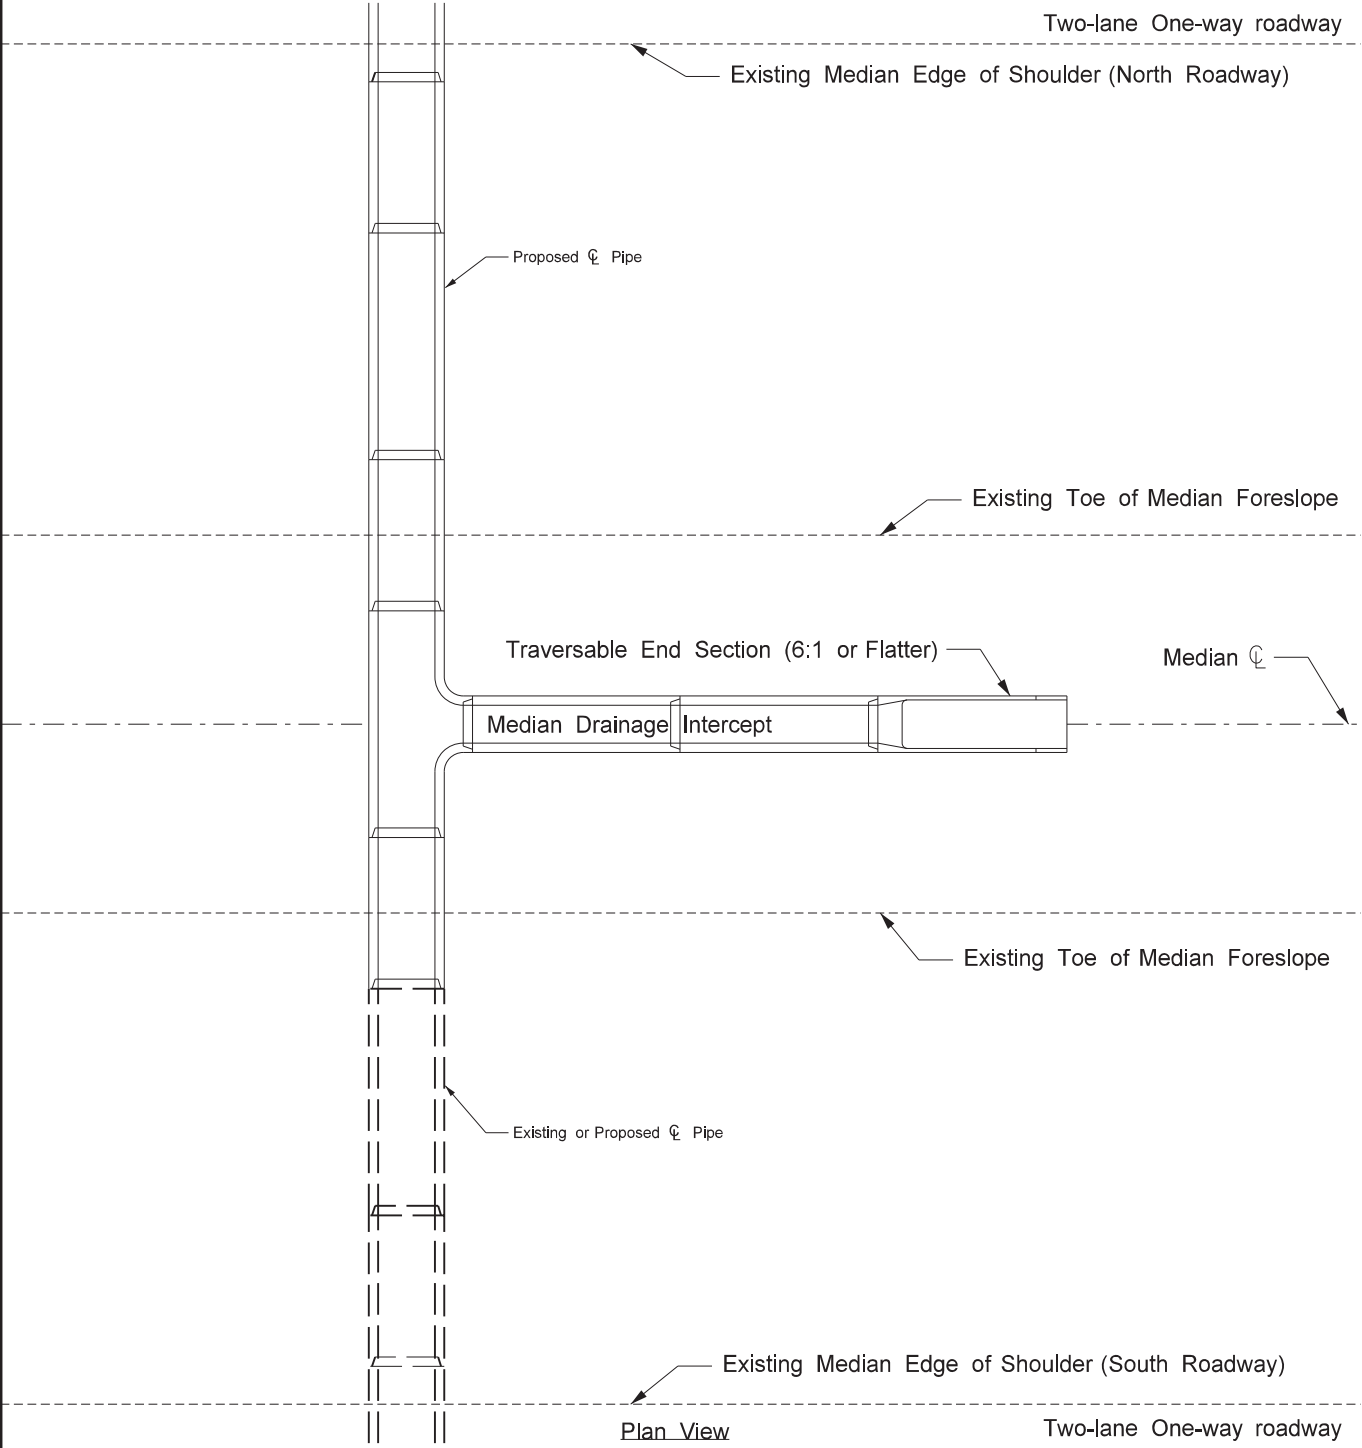 Two-lane One-way roadway
Existing Median Edge of Shoulder (North Roadway)
Proposed ℄ Pipe
Existing Toe of Median Foreslope
Traversable End Section (6:1 or Flatter)
Median ℄
Median Drainage Intercept
Existing Toe of Median Foreslope
Existing or Proposed ℄ Pipe
Existing Median Edge of Shoulder (South Roadway)
Plan View
Two-lane One-way roadway